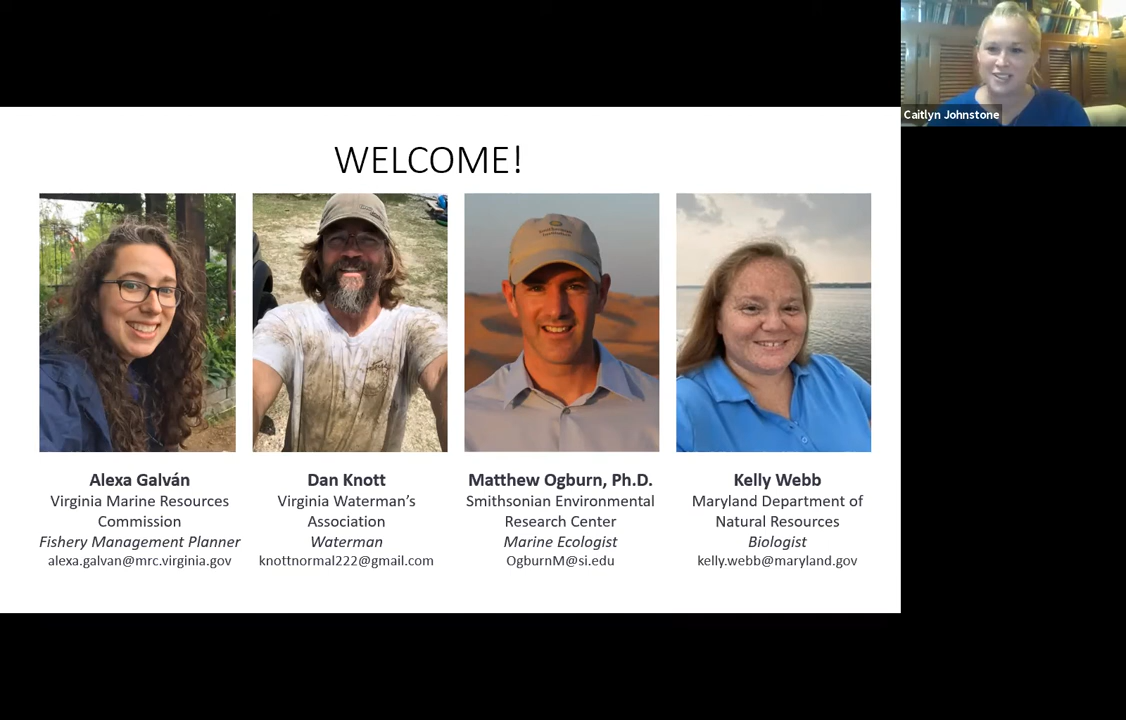 Caitlyn Johnstone
WELCOME!
Alexa Galván
Virginia Marine Resources
Commission
Fishery Management Planner
alexa.galvan@mrc.virginia.gov
Dan Knott
Virginia Waterman's
Association
Waterman
knottnormal222@gmail.com
Matthew Ogburn, Ph.D.
Smithsonian Environmental
Research Center
Marine Ecologist
OgburnM@si.edu
Kelly Webb
Maryland Department of
Natural Resources
Biologist
kelly.webb@maryland.gov